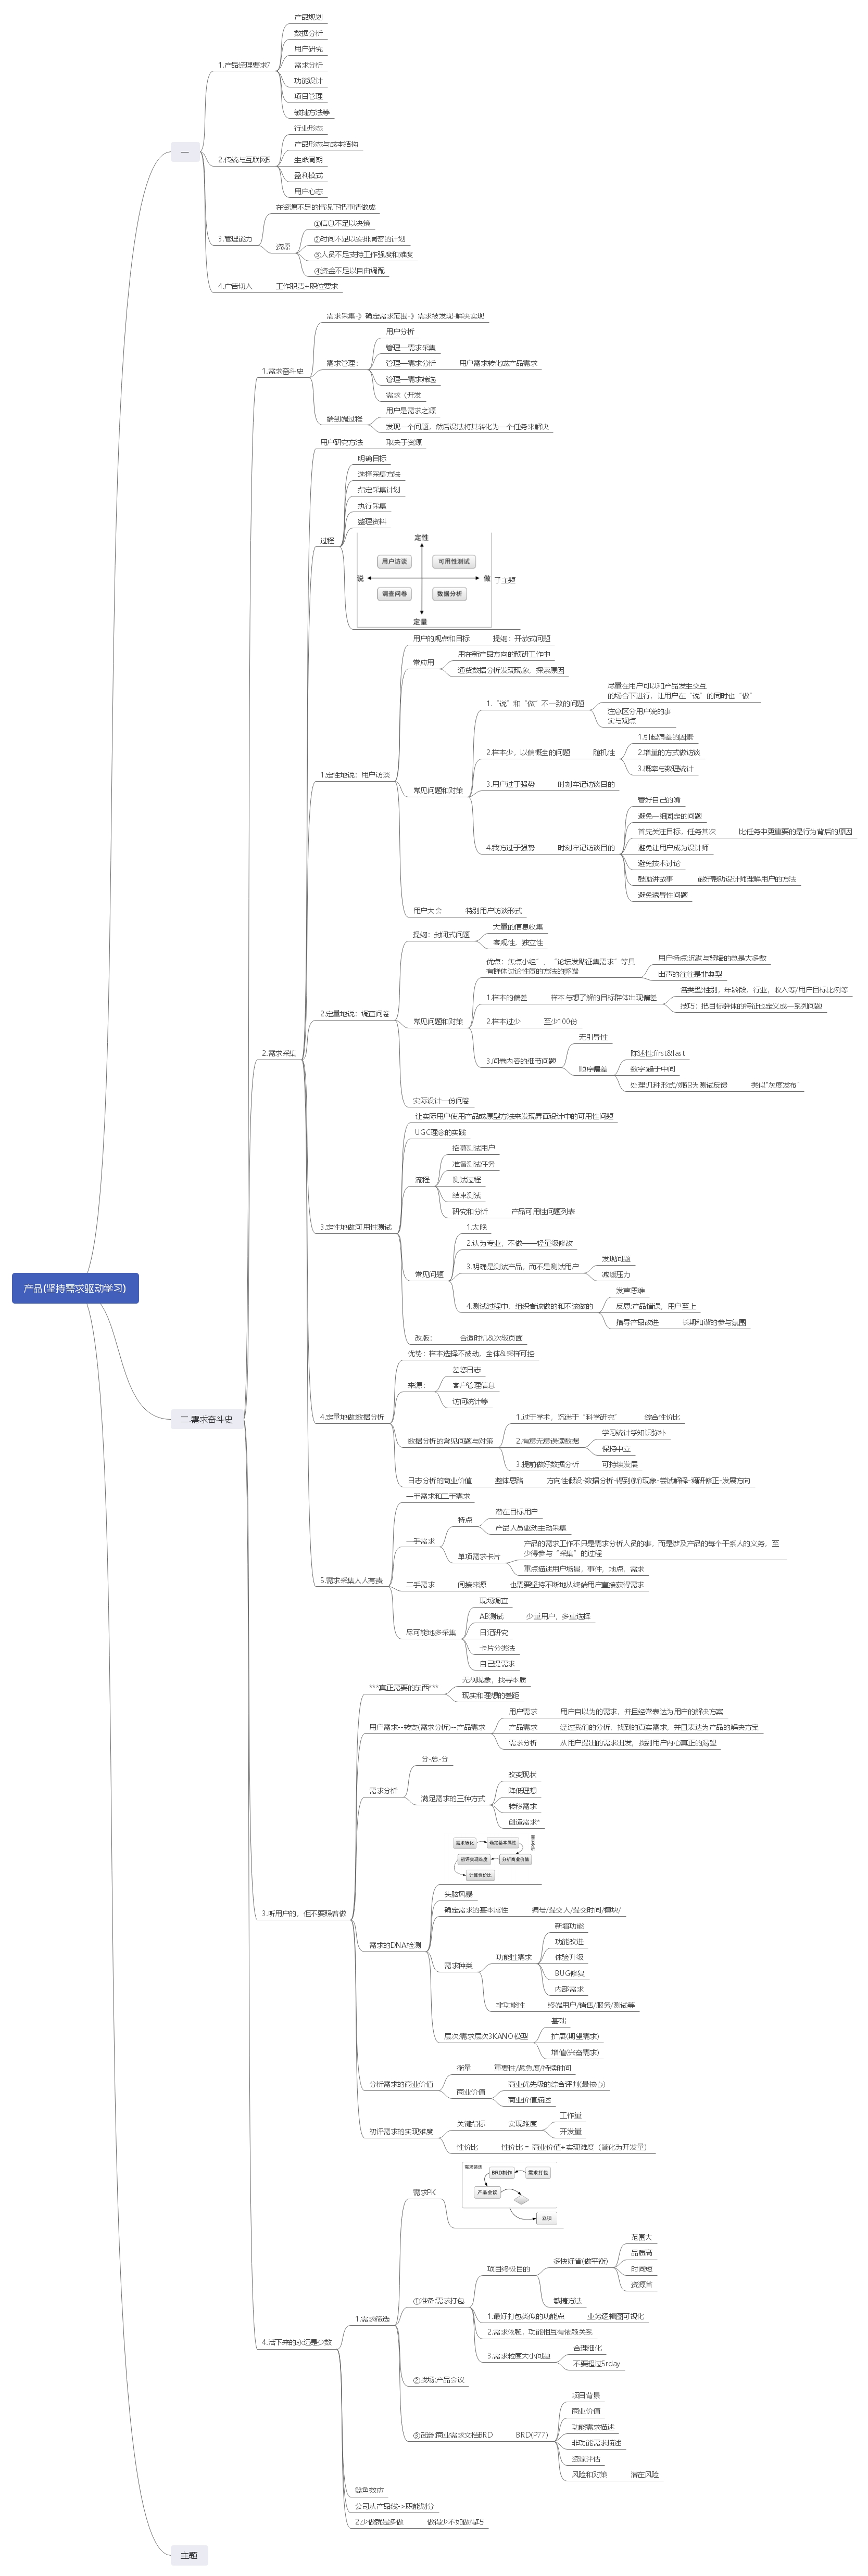 产品(坚持需求驱动学习)
一
1.产品经理要求7
产品规划
数据分析
用户研究
需求分析
功能设计
项目管理
敏捷方法等
2.传统与互联网5
行业形态
产品形态与成本结构
生命周期
盈利模式
用户心态
3.管理能力
在资源不足的情况下把事情做成
资源
①信息不足以决策
②时间不足以安排周密的计划
③人员不足支持工作强度和难度
④资金不足以自由调配
4.广告切入
工作职责+职位要求
二.需求奋斗史
1.需求奋斗史
需求采集-》确定需求范围-》需求被发现-解决实现
需求管理：
用户分析
管理—需求采集
管理—需求分析
用户需求转化成产品需求
管理—需求筛选
需求（开发
端到端过程
用户是需求之源
发现一个问题，然后设法将其转化为一个任务来解决
2.需求采集
用户研究方法
取决于资源
过程
明确目标
选择采集方法
指定采集计划
执行采集
整理资料
定性
用户访谈
可用性测试
说
做
子主题
调查问卷
数据分析
定量
1.定性地说：用户访谈
用户的观点和目标
提纲：开放式问题
常应用
用在新产品方向的预研工作中
通货数据分析发现现象，探索原因
常见问题和对策
1.“说”和“做”不一致的问题
尽量在用户可以和产品发生交互
的场合下进行，让用户在“说”的同时也“做”
注意区分用户说的事
实与观点
2.样本少，以偏概全的问题
随机性
1.引起偏差的因素
2.增量的方式做访谈
3.概率与数理统计
3.用户过于强势
时刻牢记访谈目的
4.我方过于强势
时刻牢记访谈目的
管好自己的嘴
避免一组固定的问题
首先关注目标，任务其次
比任务中更重要的是行为背后的原因
避免让用户成为设计师
避免技术讨论
鼓励讲故事
最好帮助设计师理解用户的方法
避免诱导性问题
用户大会
特别用户访谈形式
2.定量地说：调查问卷
提纲：封闭式问题
大量的信息收集
客观性，独立性
常见问题和对策
优点：焦点小组”、“论坛发贴征集需求”等具
有群体讨论性质的方法的弊端
用户特点:沉默与骑墙的总是大多数
出声的往往是非典型
1.样本的偏差
样本与想了解的目标群体出现偏差
各类型:性别，年龄段，行业，收入等/用户目标比例等
技巧：把目标群体的特征也定义成一系列问题
2.样本过少
至少100份
3.问卷内容的细节问题
无引导性
顺序偏差
陈述性:first&last
数字:趋于中间
处理:几种形式/端犯为测试反馈
类似“灰度发布”
实际设计一份问卷
3.定性地做:可用性测试
让实际用户使用产品或原型方法来发现界面设计中的可用性问题
UGC理念的实践
流程
招募测试用户
准备测试任务
测试过程
结束测试
研究和分析
产品可用性问题列表
常见问题
1.太晚
2.认为专业，不做——轻量级修改
3.明确是测试产品，而不是测试用户
发现问题
减缓压力
4.测试过程中，组织者该做的和不该做的
发声思维
反思:产品错误，用户至上
指导产品改进
长期和谐的参与氛围
改版：
合适时机&次级页面
4.定量地做:数据分析
优势：样本选择不被动，全体&采样可控
来源：
差您日志
客户管理信息
访问统计等
数据分析的常见问题与对策
1.过于学术，沉迷于“科学研究”
综合性价比
2.有意无意误读数据
学习统计学知识弥补
保持中立
3.提前做好数据分析
可持续发展
日志分析的商业价值
整体思路
方向性假设-数据分析-得到(新)现象-尝试解释-调研修正-发展方向
5.需求采集人人有责
一手需求和二手需求
一手需求
特点
潜在目标用户
产品人员驱动主动采集
单项需求卡片
产品的需求工作不只是需求分析人员的事，而是涉及产品的每个干系人的义务，至
少得参与“采集”的过程
重点描述用户场景，事件，地点，需求
二手需求
间接来源
也需要坚持不断地从终端用户直接获得需求
尽可能地多采集
现场调查
AB测试
少量用户，多重选择
日记研究
卡片分类法
自己提需求
3.听用户的，但不要照着做
***真正需要的东西***
无视现象，找寻本质
现实和理想的差距
用户需求--转变(需求分析)--产品需求
用户需求
用户自以为的需求，并且经常表达为用户的解决方案
产品需求
经过我们的分析，找到的真实需求，并且表达为产品的解决方案
需求分析
从用户提出的需求出发，找到用户内心真正的渴望
需求分析
分-总-分
满足需求的三种方式
改变现状
降低理想
转移需求
创造需求*
需求的DNA检测
需求转化
确定基本属性
需求分析
初评实现难度
分析商业价值
计算性价比
头脑风暴
确定需求的基本属性
编号/提交人/提交时间/模块/
需求种类
功能性需求
新增功能
功能改进
体验升级
BUG修复
内部需求
非功能性
终端用户/销售/服务/测试等
层次:需求层次3KANO模型
基础
扩展(期望需求)
增值(兴奋需求)
分析需求的商业价值
衡量
重要性/紧急度/持续时间
商业价值
商业优先级的综合评判(最核心)
商业价值描述
初评需求的实现难度
关键指标
实现难度
工作量
开发量
性价比
性价比 = 商业价值÷实现难度（简化为开发量）
4.活下来的永远是少数
1.需求筛选
需求PK
需求筛选
BRD制作
需求打包
产品会议
立项
①准备:需求打包
项目终极目的
多快好省(做平衡)
范围大
品质高
时间短
资源省
敏捷方法
1.最好打包类似的功能点
业务逻辑图可视化
2.需求依赖，功能相互有依赖关系
3.需求粒度大小问题
合理细化
不要超过5rday
②战场:产品会议
③武器:商业需求文档BRD
BRD(P77)
项目背景
商业价值
功能需求描述
非功能需求描述
资源评估
风险和对策
潜在风险
鲶鱼效应
公司从产品线->职能划分
2.少做就是多做
做得少不如做得巧
主题